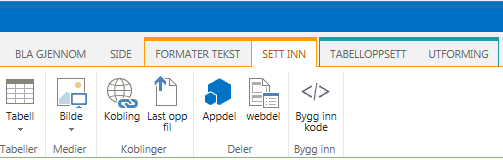 BLA GJENNOM SIDE FORMATER TEKST SETT INN TABELLOPPSETT UTFORMING
Tabell Bilde Kobling Last opp fil Appdel webdel Bygg inn kode
Tabeller Medier Koblinger Deler Bygg inn